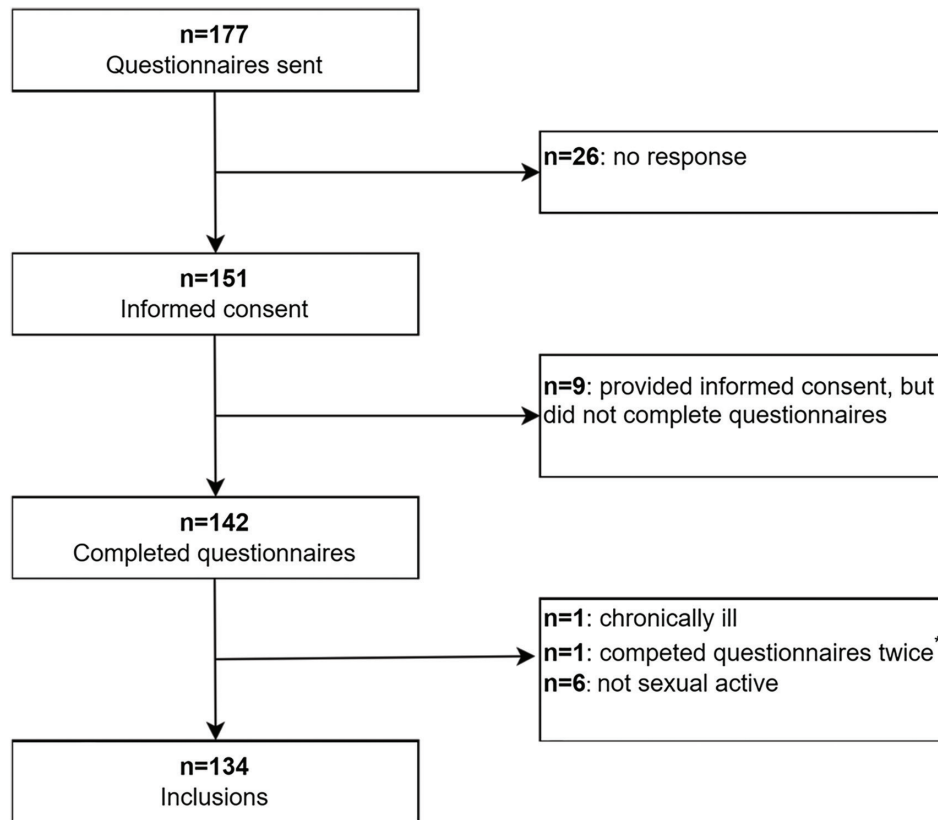 n=177
Questionnaires sent
n=26: no response
n=151
Informed consent
n=9: provided informed consent, but
did not complete questionnaires
n=142
Completed questionnaires
n=1: chronically ill
n=1: competed questionnaires twice*
n=6: not sexual active
n=134
Inclusions